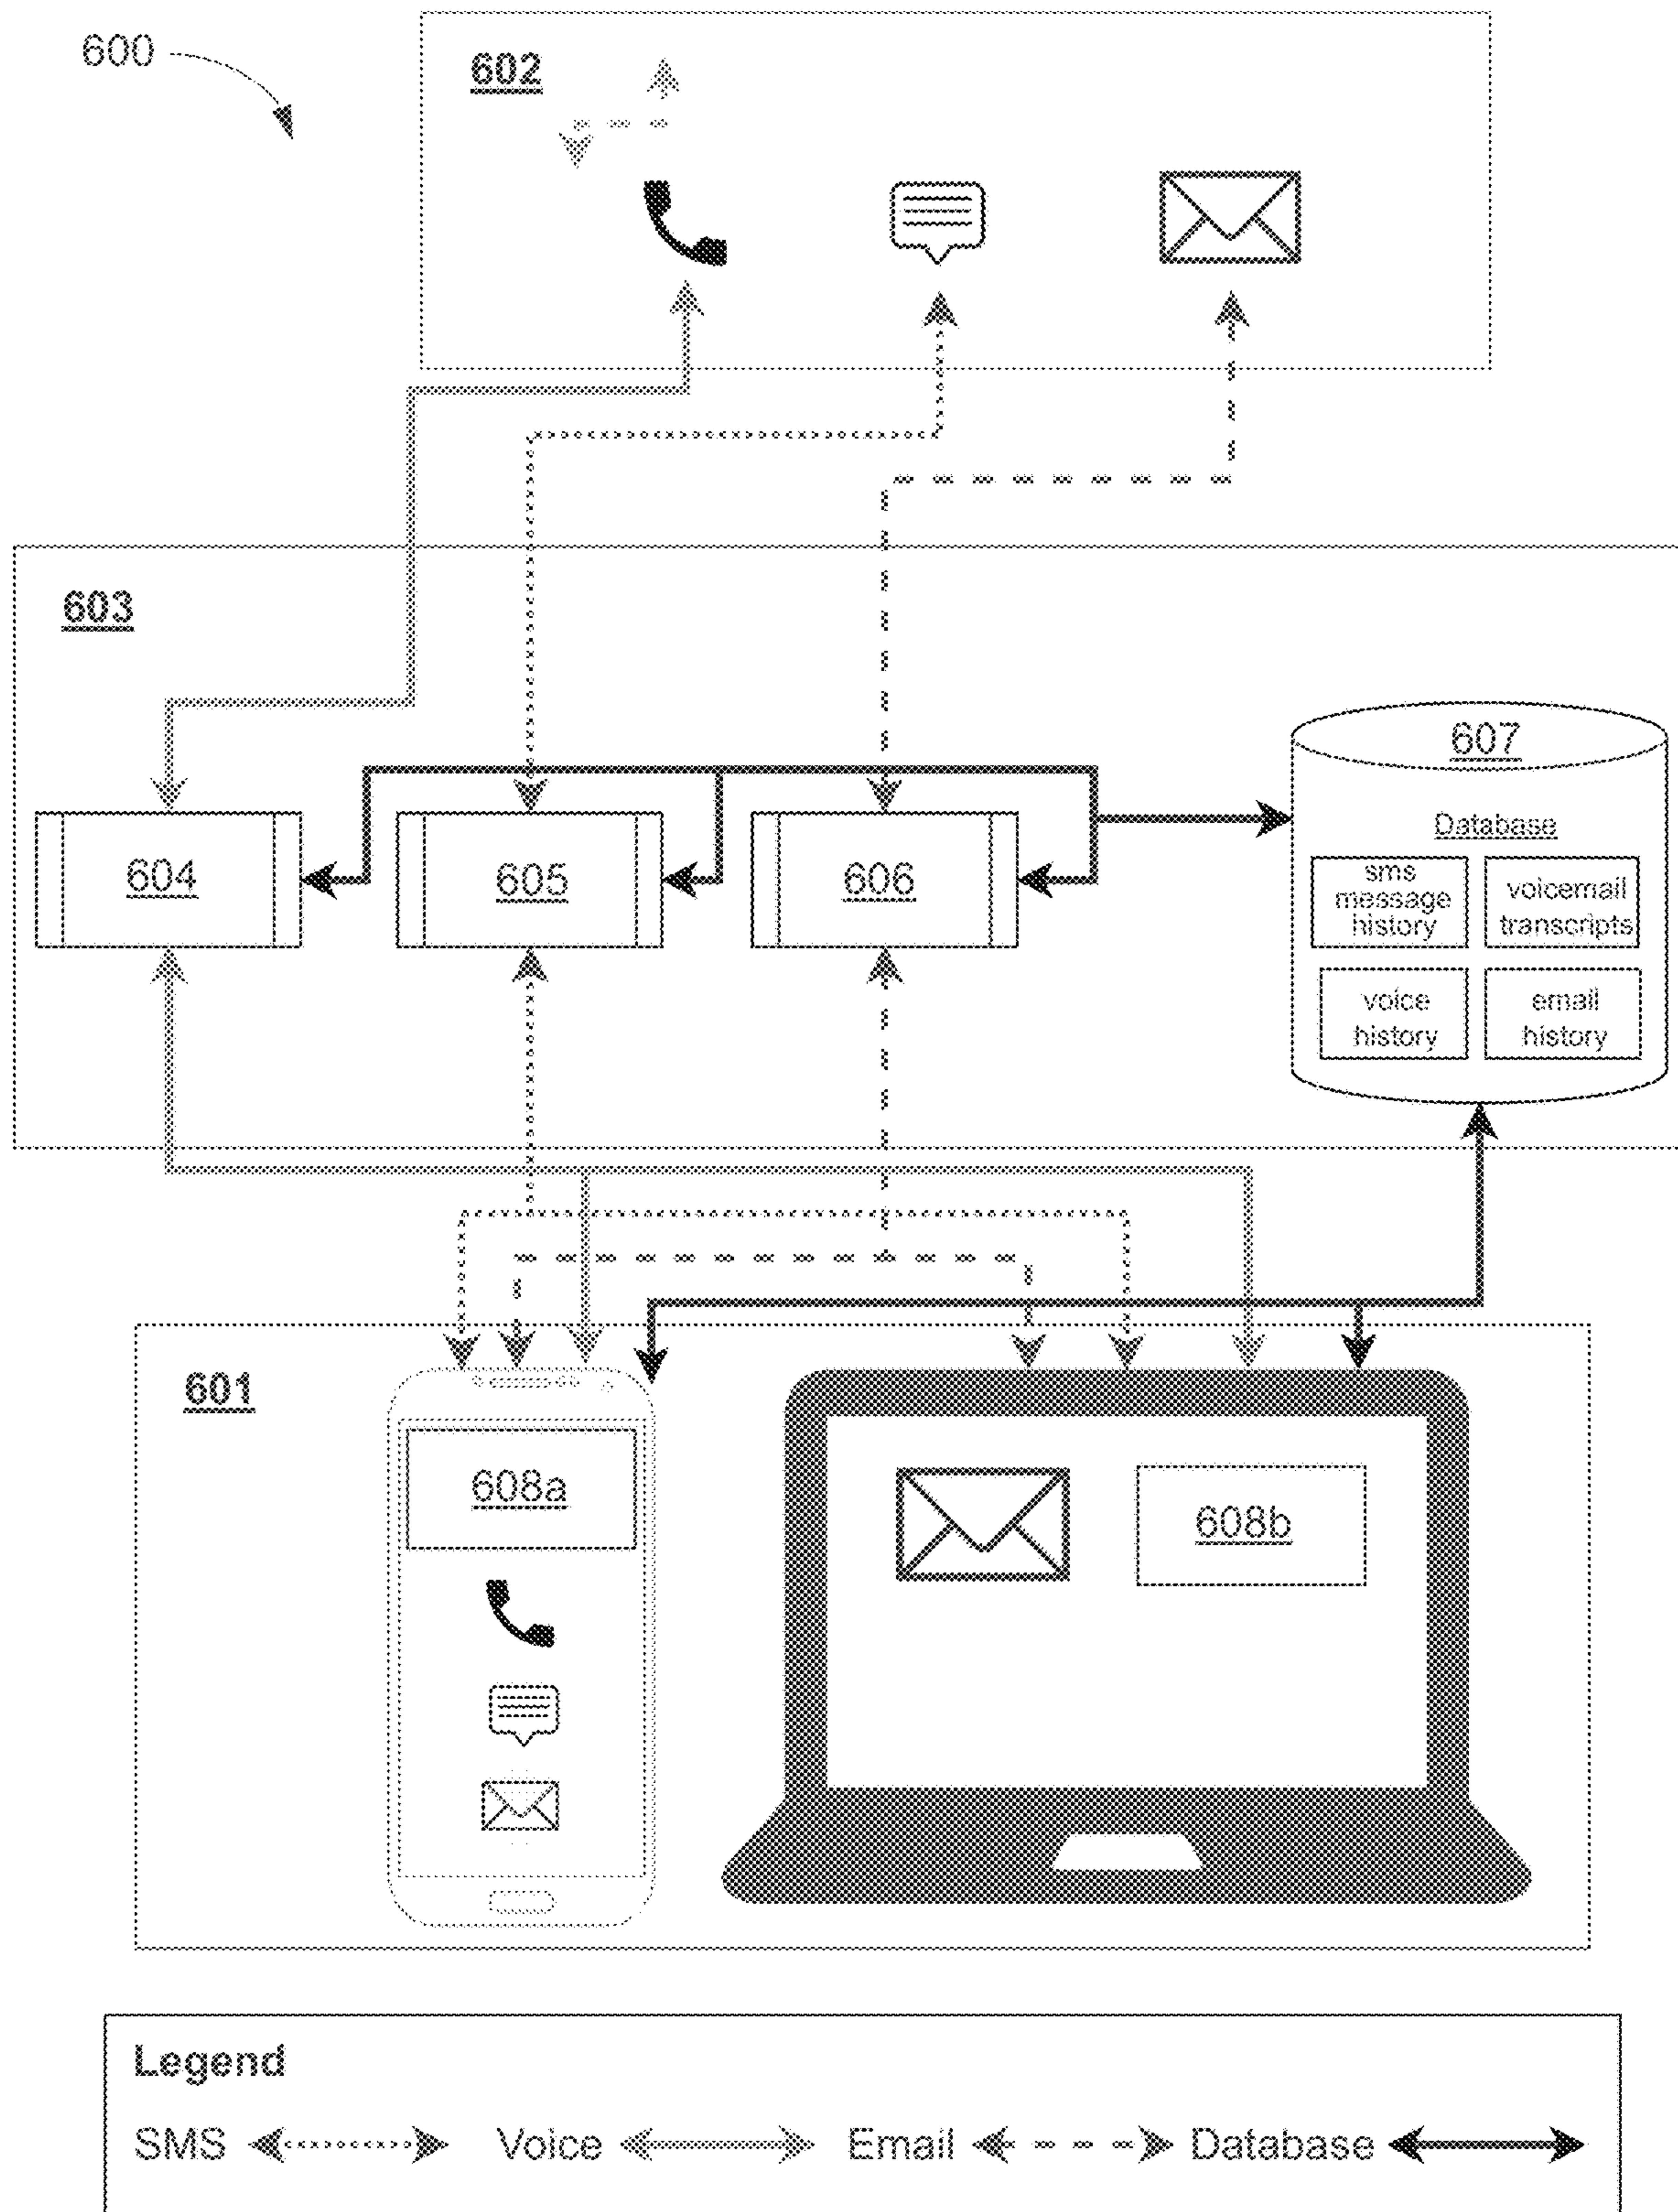 600
602
603
604
605
606
607
Database
sms
message
history
voicemail
transcripts
voice
history
email
history
601
608a
608b
Legend
SMS Voice Email Database